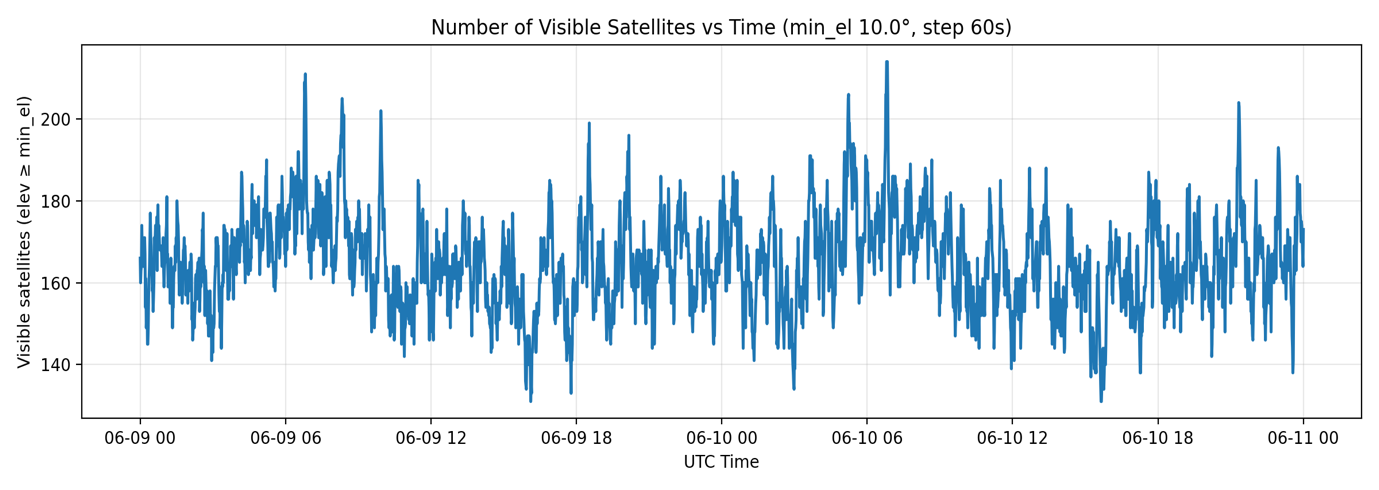 Number of Visible Satellites vs Time (min_el 10.0°, step 60s)
Visible satellites (elev ≥ min_el)
200
180
160
140
06-09 00 06-09 06 06-09 12 06-09 18 06-10 00 06-10 06 06-10 12 06-10 18 06-11 00
UTC Time